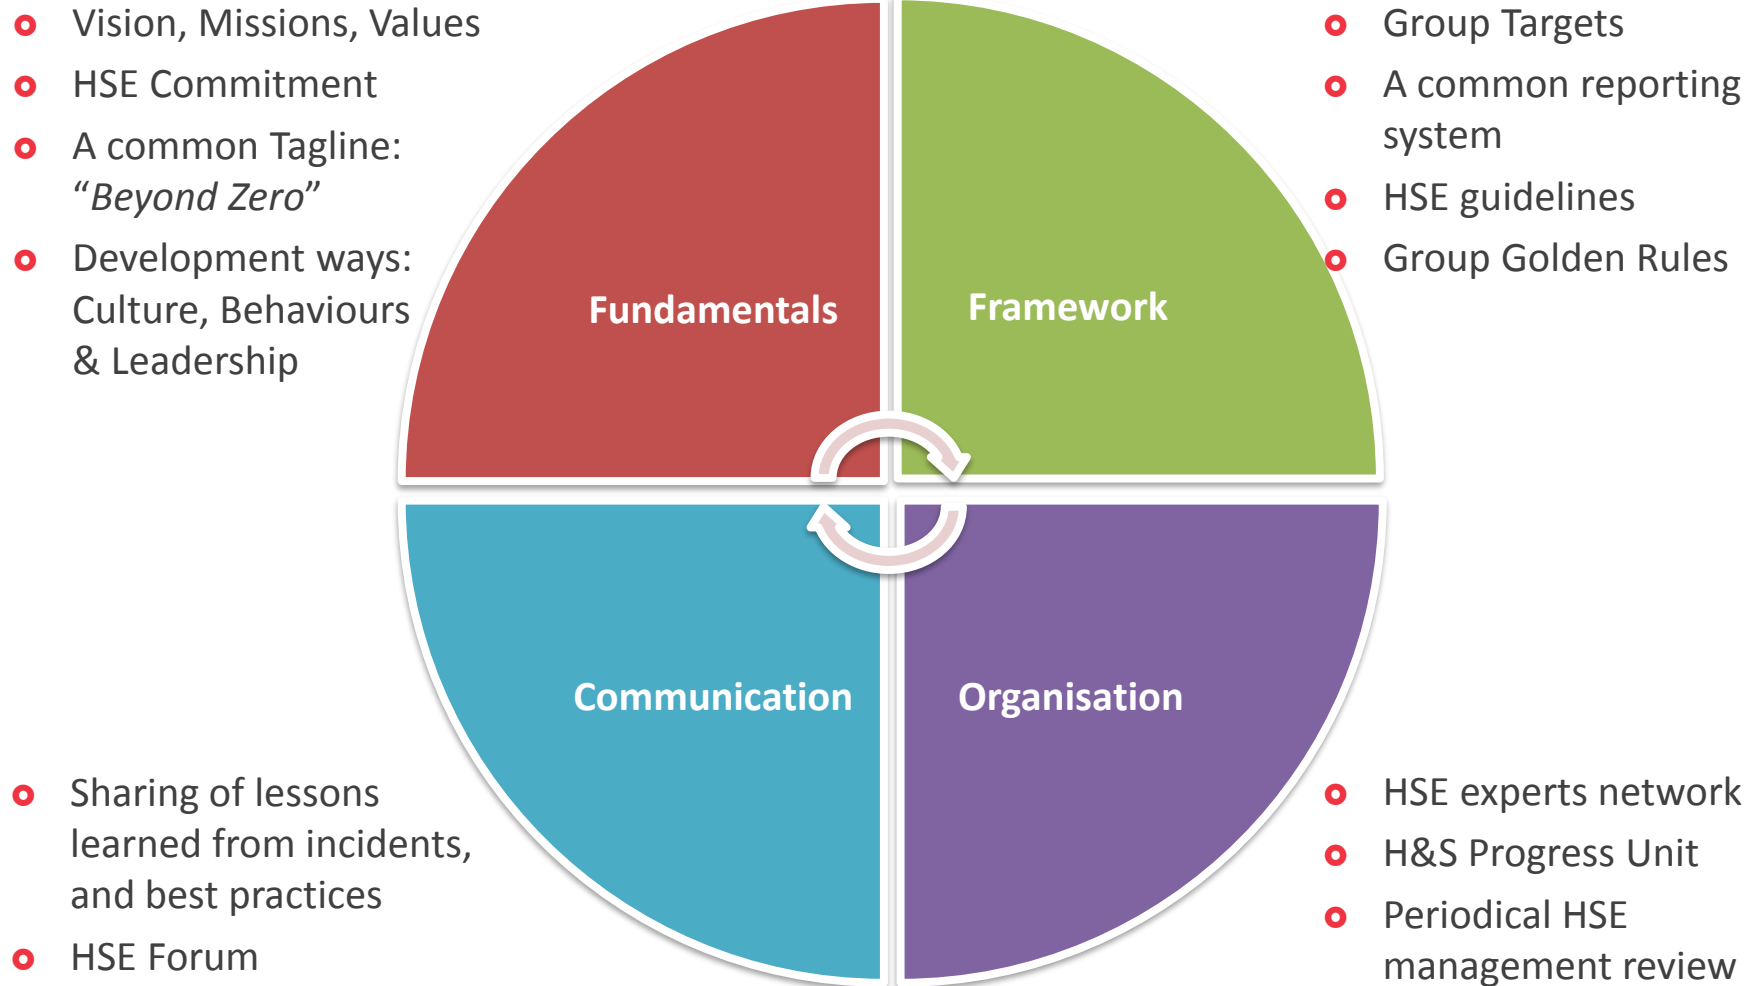 Vision, Missions, Values
HSE Commitment
A common Tagline:
“Beyond Zero”
Development ways:
Culture, Behaviours
& Leadership
Group Targets
A common reporting
system
HSE guidelines
Group Golden Rules
Fundamentals
Framework
Communication
Organisation
Sharing of lessons
learned from incidents,
and best practices
HSE Forum
HSE experts network
H&S Progress Unit
Periodical HSE
management review